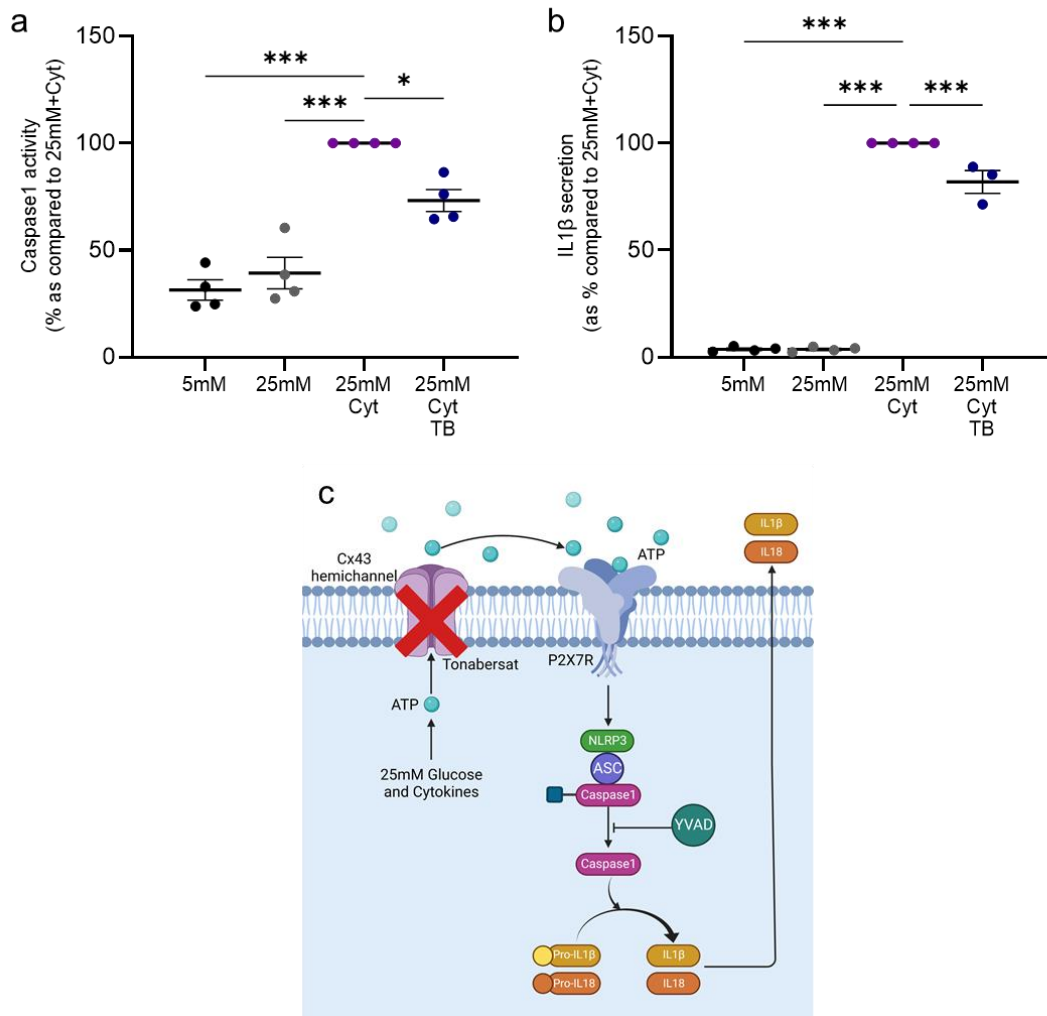 a
Caspase1 activity
(% as compared to 25mM+Cyt)
150
100
50
0
***
***
*
5mM
25mM
25mM
Cyt
25mM
Cyt
TB
b
IL1β secretion
(as % compared to 25mM+Cyt)
150
100
50
0
***
***
***
5mM
25mM
25mM
Cyt
25mM
Cyt
TB
c
Cx43
hemichannel
ATP
IL1β
IL18
Tonabersat
P2X7R
ATP
25mM Glucose
and Cytokines
NLRP3
ASC
Caspase1
YVAD
Caspase1
Pro-IL1β
IL1β
Pro-IL18
IL18